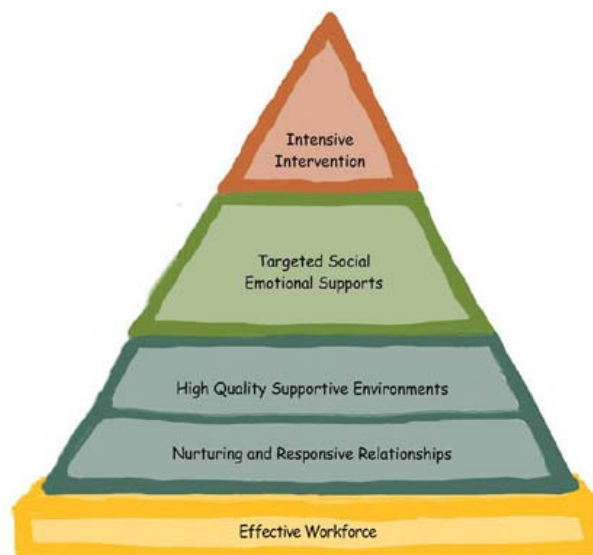 Intensive
Intervention
Targeted Social
Emotional Supports
High Quality Supportive Environments
Nurturing and Responsive Relationships
Effective Workforce